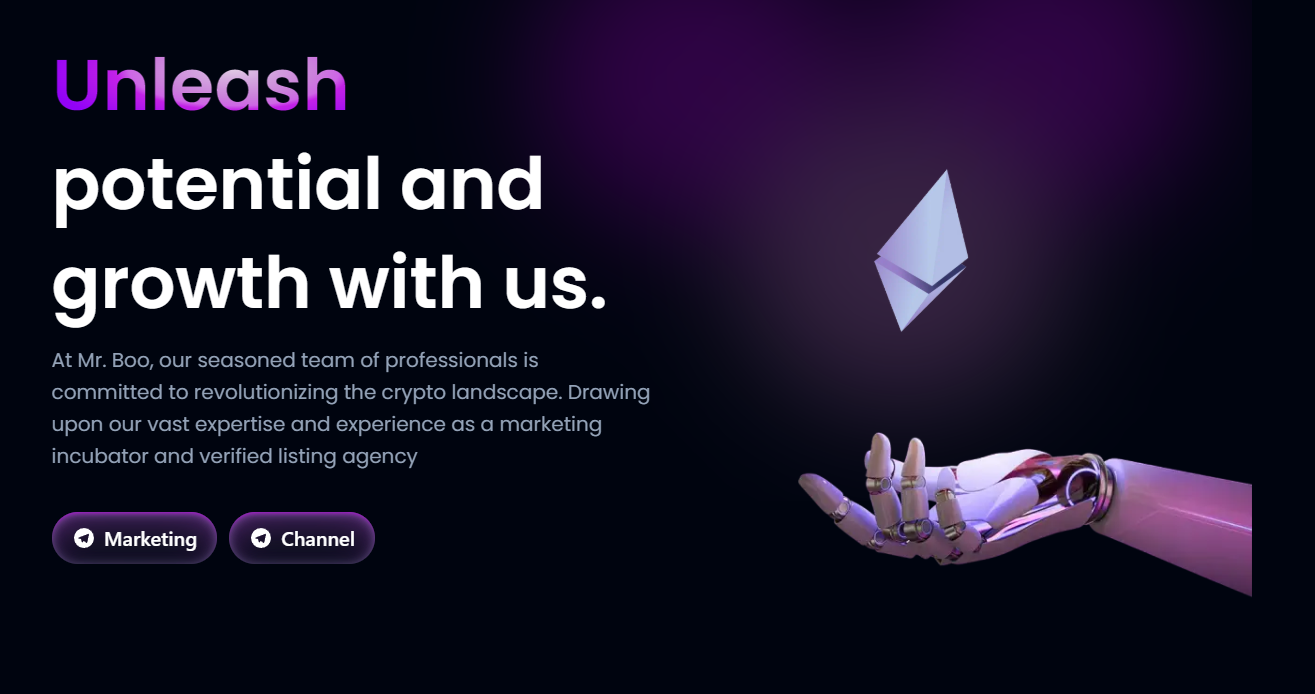 Unleash
potential and
growth with us.
At Mr. Boo, our seasoned team of professionals is
committed to revolutionizing the crypto landscape. Drawing
upon our vast expertise and experience as a marketing
incubator and verified listing agency
Marketing
Channel